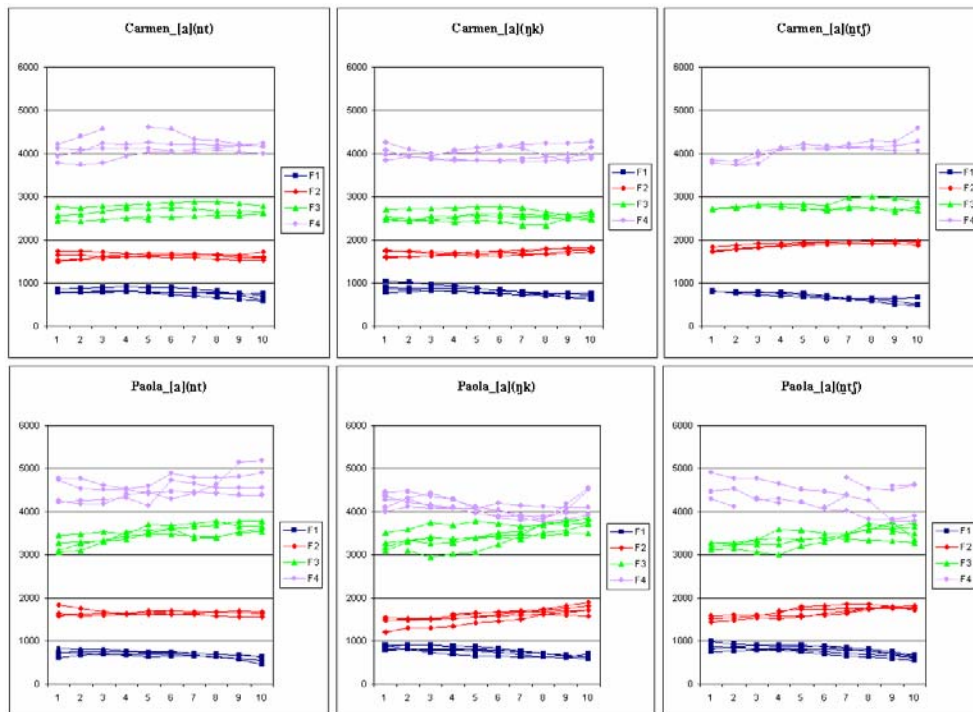 Carmen_[a](nt)
6000
5000
4000
3000
2000
1000
0
1 2 3 4 5 6 7 8 9 10
F1
F2
F3
F4
Carmen_[a](ŋk)
6000
5000
4000
3000
2000
1000
0
1 2 3 4 5 6 7 8 9 10
F1
F2
F3
F4
Carmen_[a](n̠tʃ)
6000
5000
4000
3000
2000
1000
0
1 2 3 4 5 6 7 8 9 10
F1
F2
F3
F4
Paola_[a](nt)
6000
5000
4000
3000
2000
1000
0
1 2 3 4 5 6 7 8 9 10
F1
F2
F3
F4
Paola_[a](ŋk)
6000
5000
4000
3000
2000
1000
0
1 2 3 4 5 6 7 8 9 10
F1
F2
F3
F4
Paola_[a](n̠tʃ)
6000
5000
4000
3000
2000
1000
0
1 2 3 4 5 6 7 8 9 10
F1
F2
F3
F4